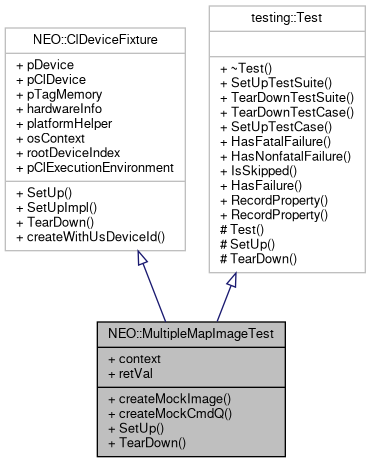 NEO::ClDeviceFixture
+ pDevice
+ pClDevice
+ pTagMemory
+ hardwareInfo
+ platformHelper
+ osContext
+ rootDeviceIndex
+ pClExecutionEnvironment
+ SetUp()
+ SetUpImpl()
+ TearDown()
+ createWithUsDeviceId()
testing::Test
+ ~Test()
+ SetUpTestSuite()
+ TearDownTestSuite()
+ TearDownTestCase()
+ SetUpTestCase()
+ HasFatalFailure()
+ HasNonfatalFailure()
+ IsSkipped()
+ HasFailure()
+ RecordProperty()
+ RecordProperty()
# Test()
# SetUp()
# TearDown()
NEO::MultipleMapImageTest
+ context
+ retVal
+ createMockImage()
+ createMockCmdQ()
+ SetUp()
+ TearDown()